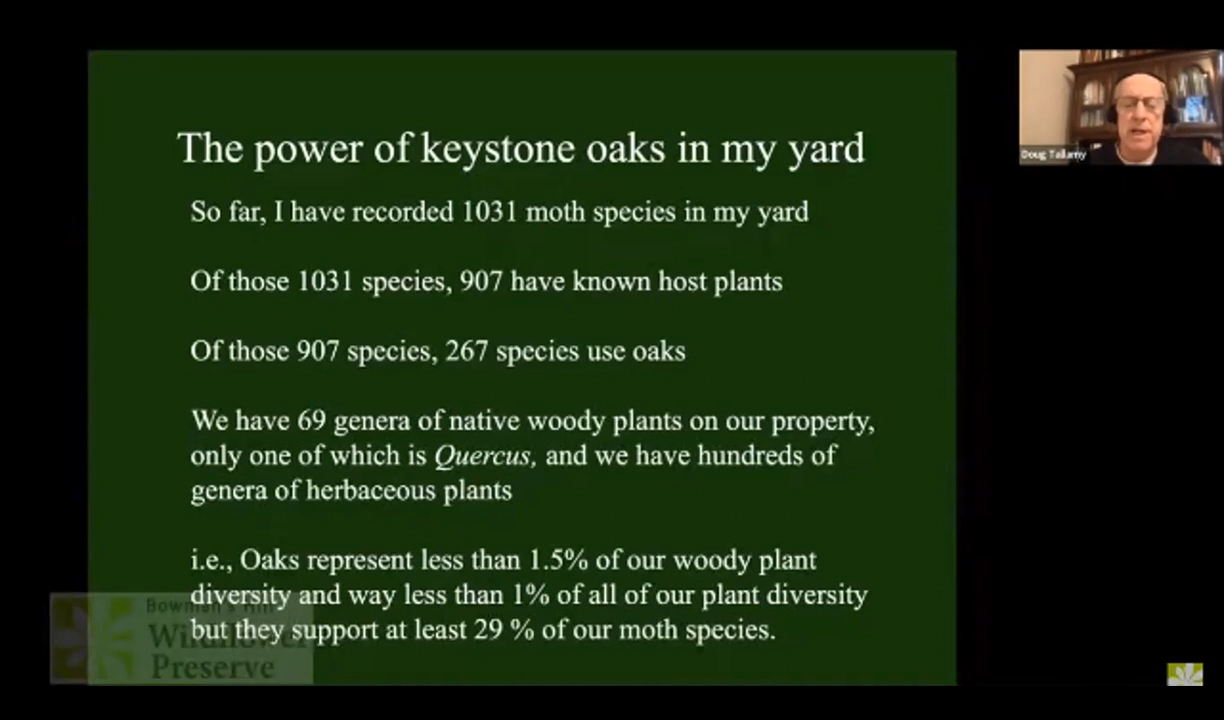 The power of keystone oaks in my yard
So far, I have recorded 1031 moth species in my yard
Of those 1031 species, 907 have known host plants
Of those 907 species, 267 species use oaks
We have 69 genera of native woody plants on our property,
only one of which is Quercus, and we have hundreds of
genera of herbaceous plants
i.e., Oaks represent less than 1.5% of our woody plant
diversity and way less than 1% of all of our plant diversity
but they support at least 29 % of our moth species.
Bowman's Hill
Wildflower
Preserve
Doug Tallamy